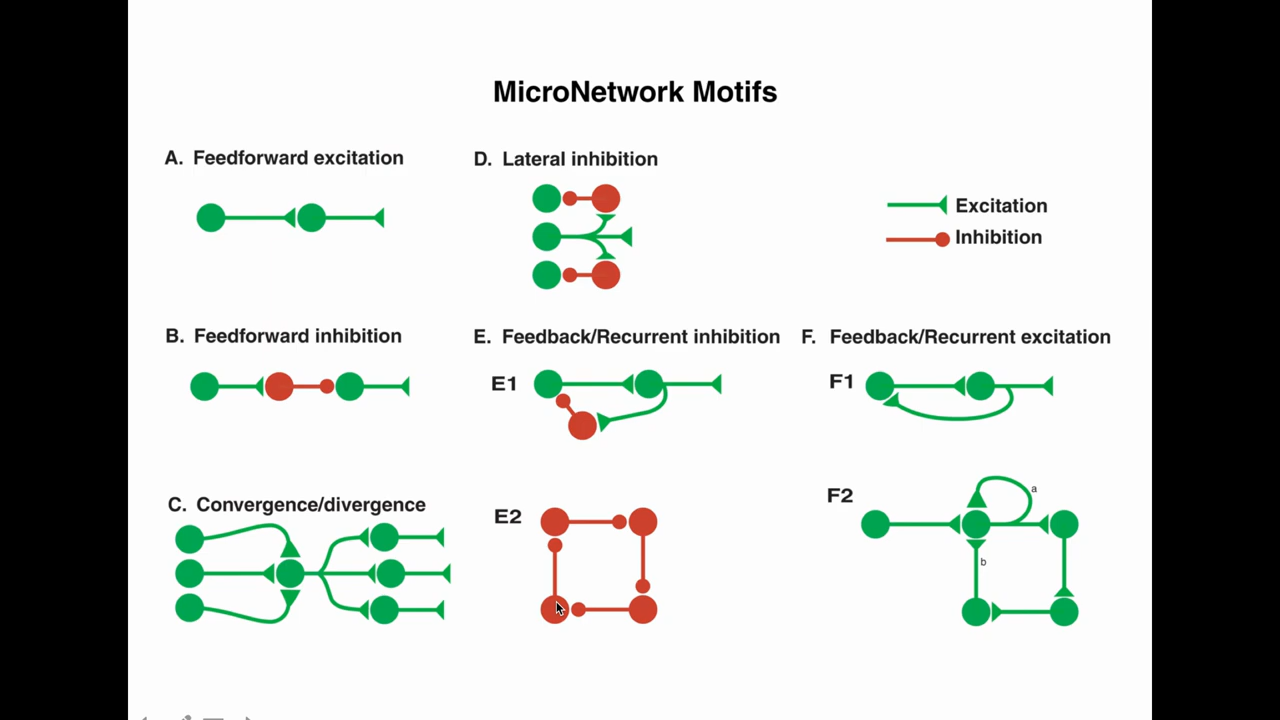 MicroNetwork Motifs
A. Feedforward excitation
D. Lateral inhibition
Excitation
Inhibition
B. Feedforward inhibition
E. Feedback/Recurrent inhibition
F. Feedback/Recurrent excitation
E1
F1
C. Convergence/divergence
E2
F2
a
b